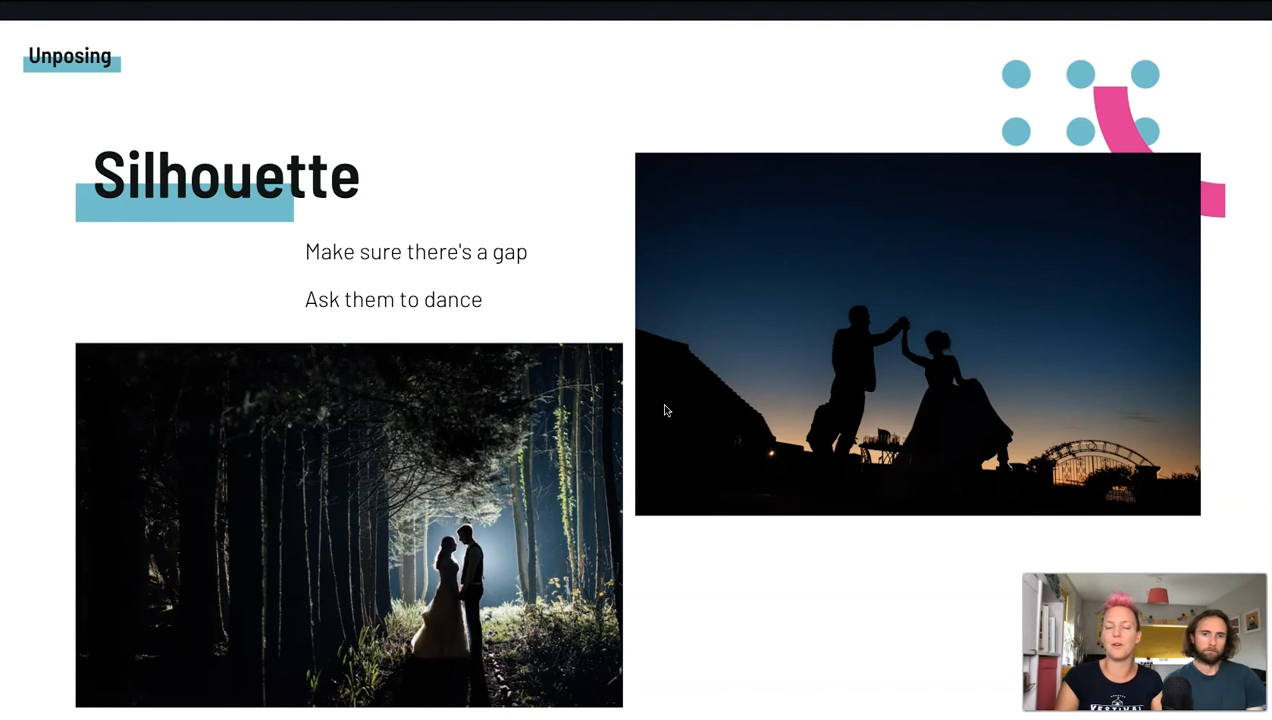 Unposing
Silhouette
Make sure there's a gap
Ask them to dance